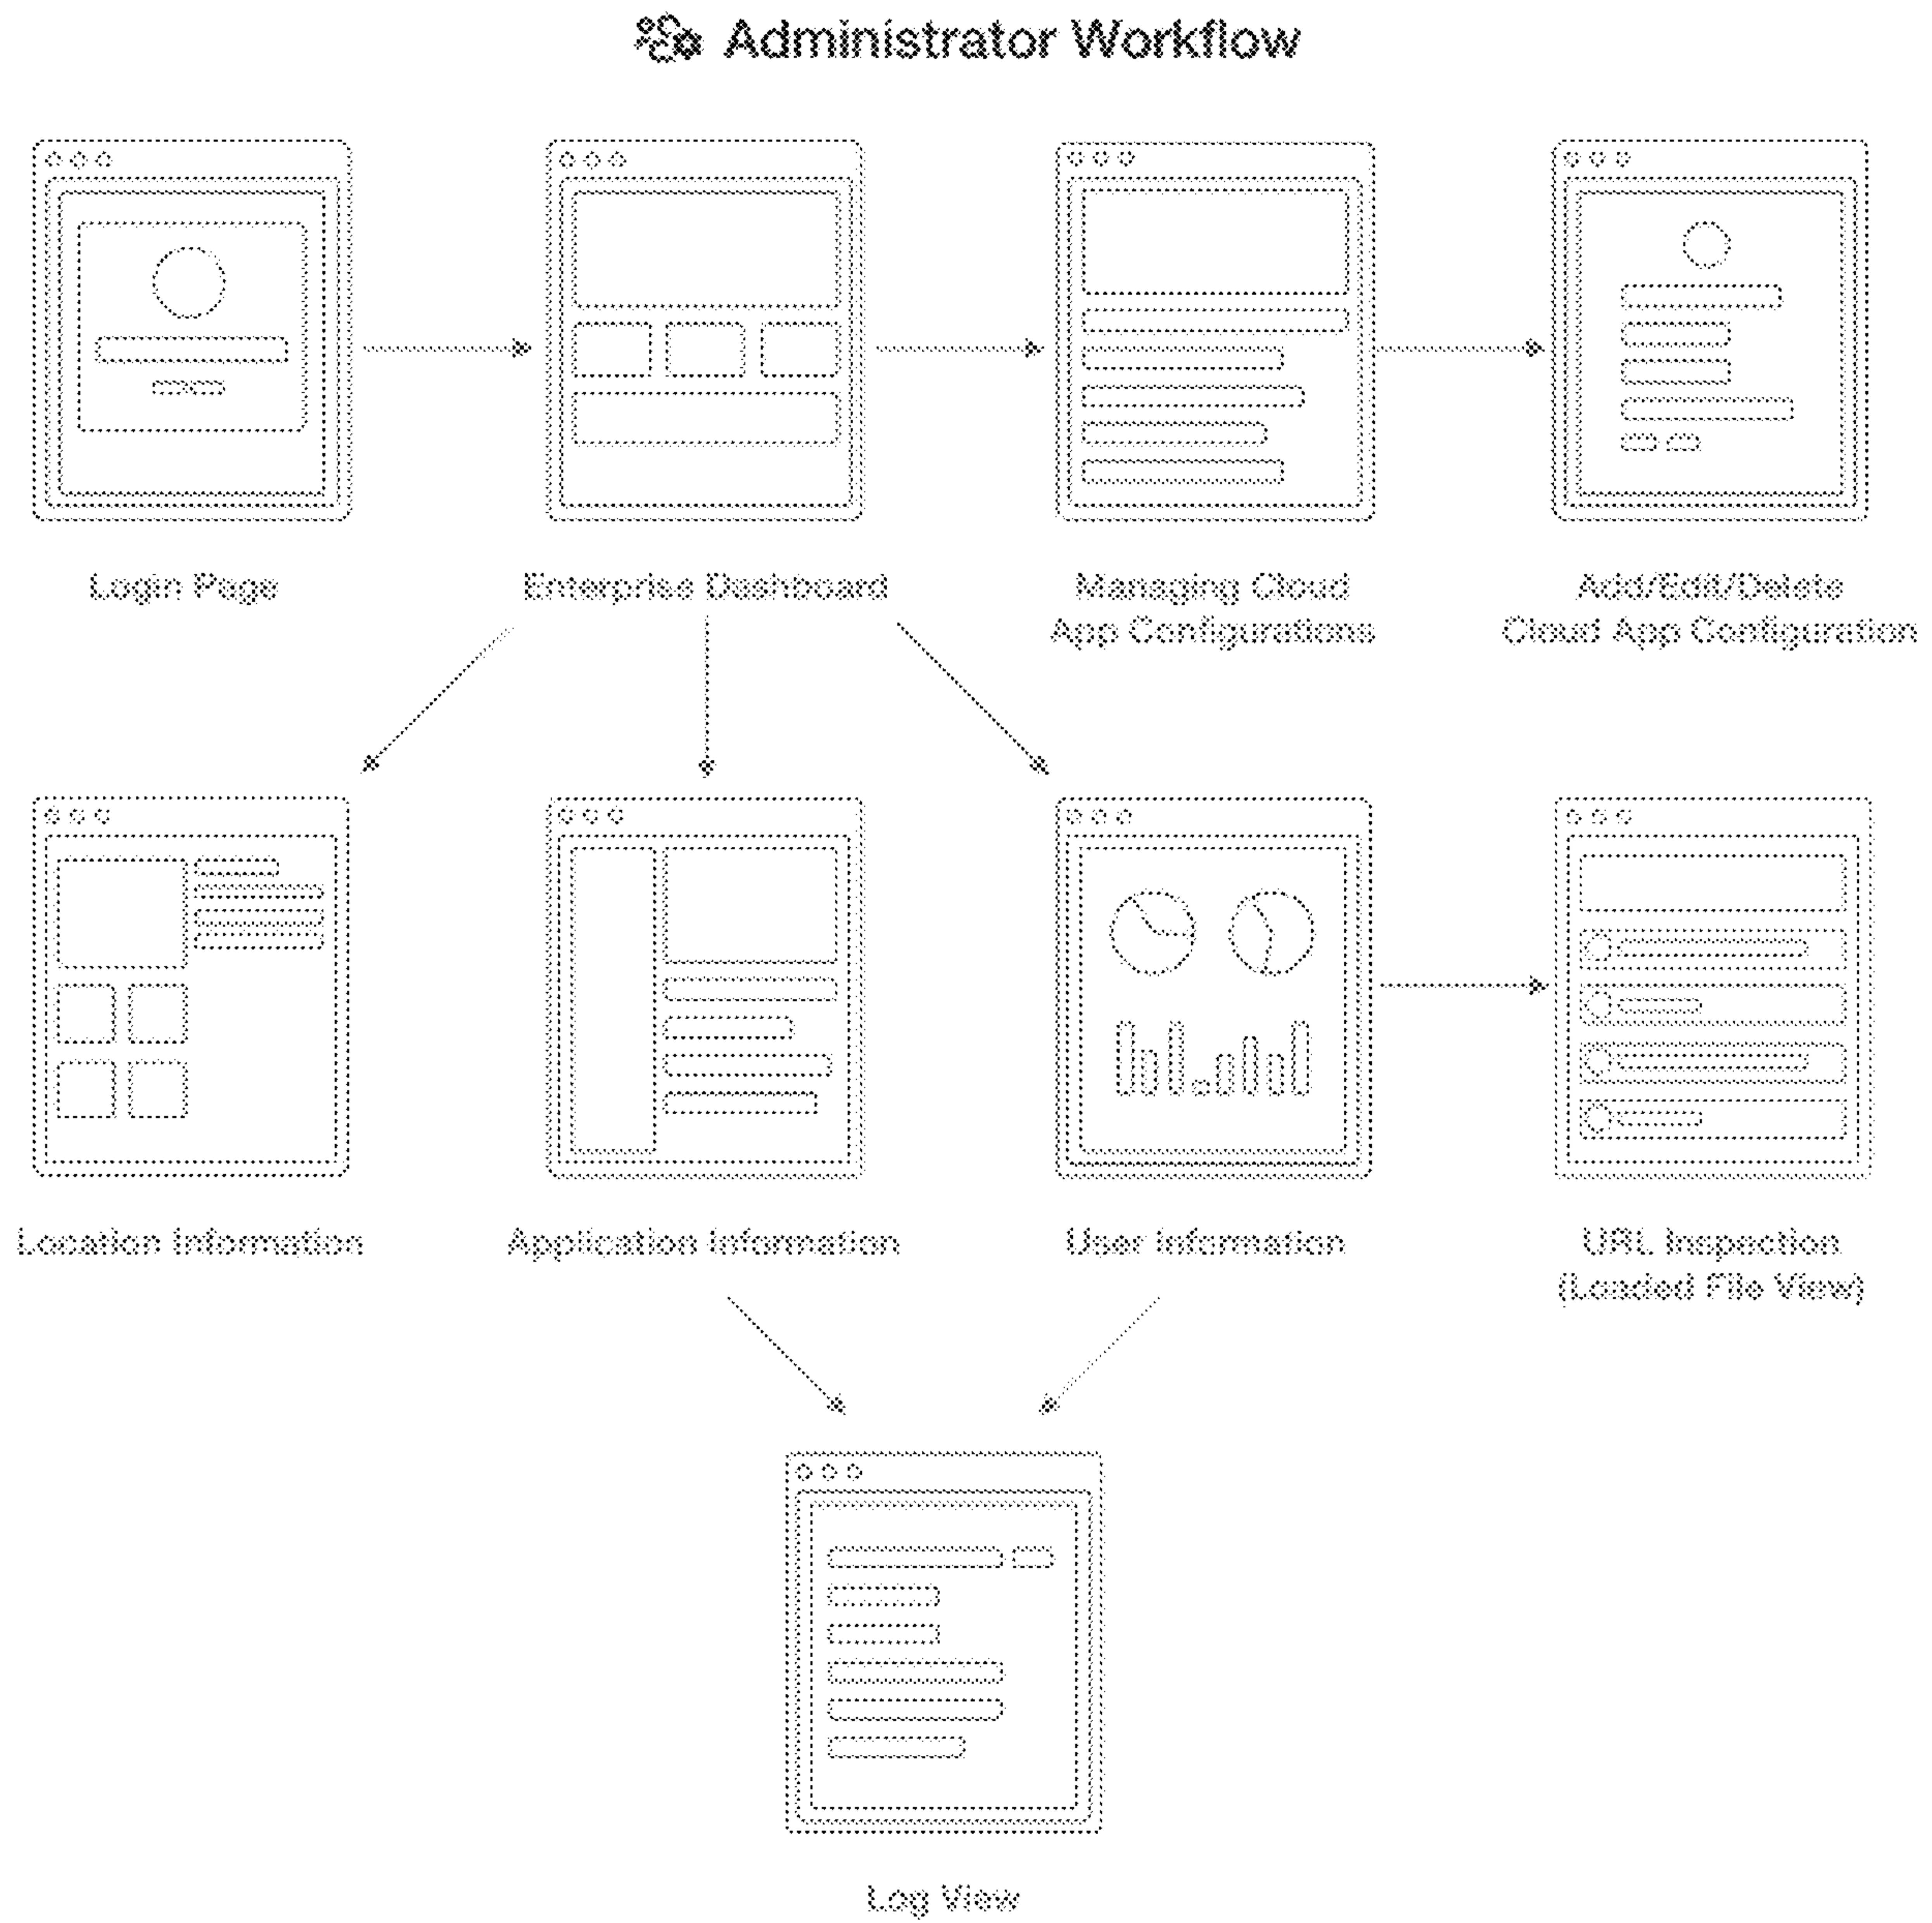 Administrator Workflow
Login Page
Enterprise Dashboard
Managing Cloud
App Configurations
Add/Edit/Delete
Cloud App Configuration
Location Information
Application Information
User Information
URL Inspection
(Loaded File View)
Log View